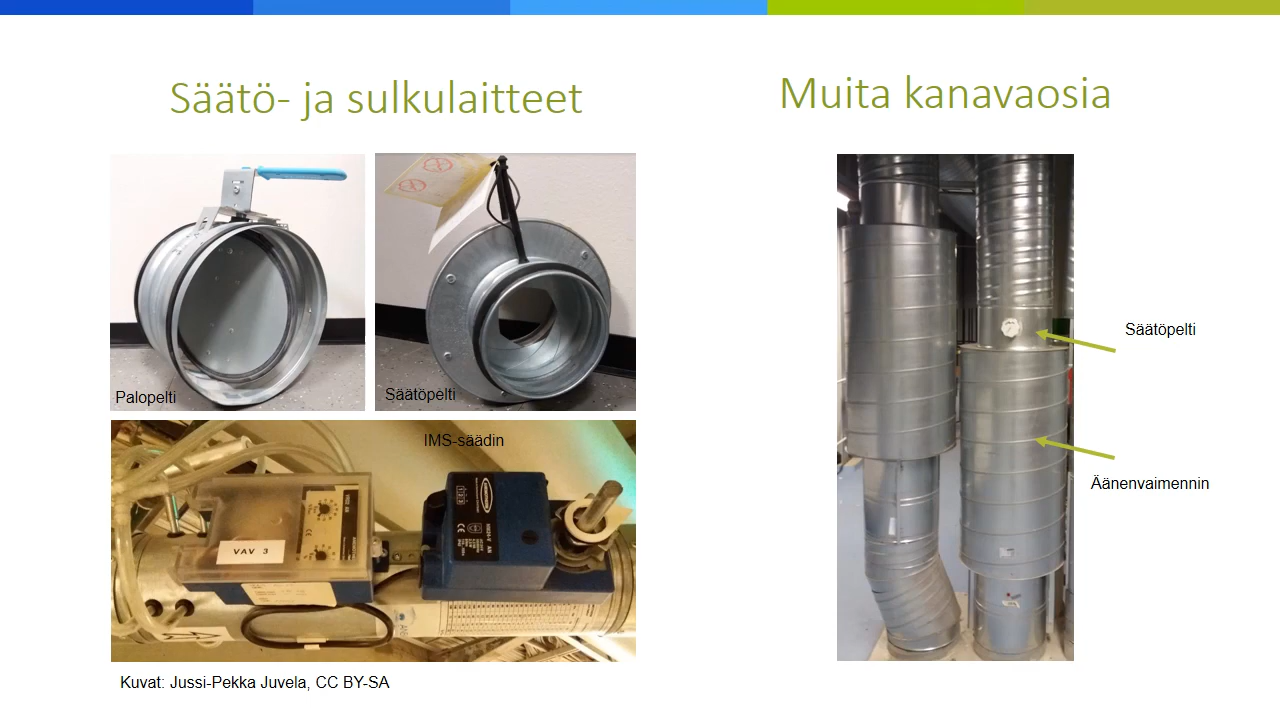 Säätö- ja sulkulaitteet
Muita kanavaosia
Palopelti
Säätöpelti
IMS-säädin
VAV 3
Säätöpelti
Äänenvaimennin
Kuvat: Jussi-Pekka Juvela, CC BY-SA